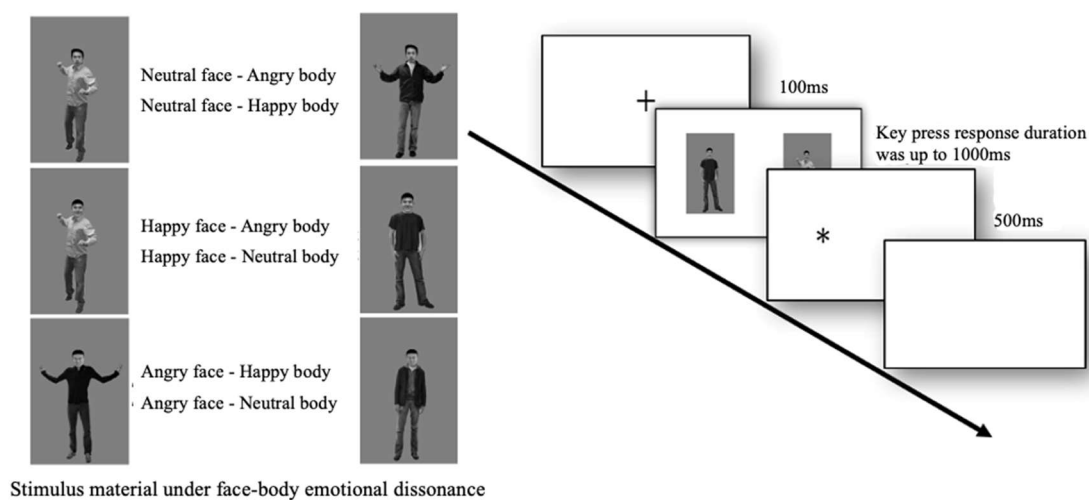 Neutral face - Angry body
Neutral face - Happy body
Happy face - Angry body
Happy face - Neutral body
Angry face - Happy body
Angry face - Neutral body
Stimulus material under face-body emotional dissonance
+
100ms
Key press response duration
was up to 1000ms
*
500ms